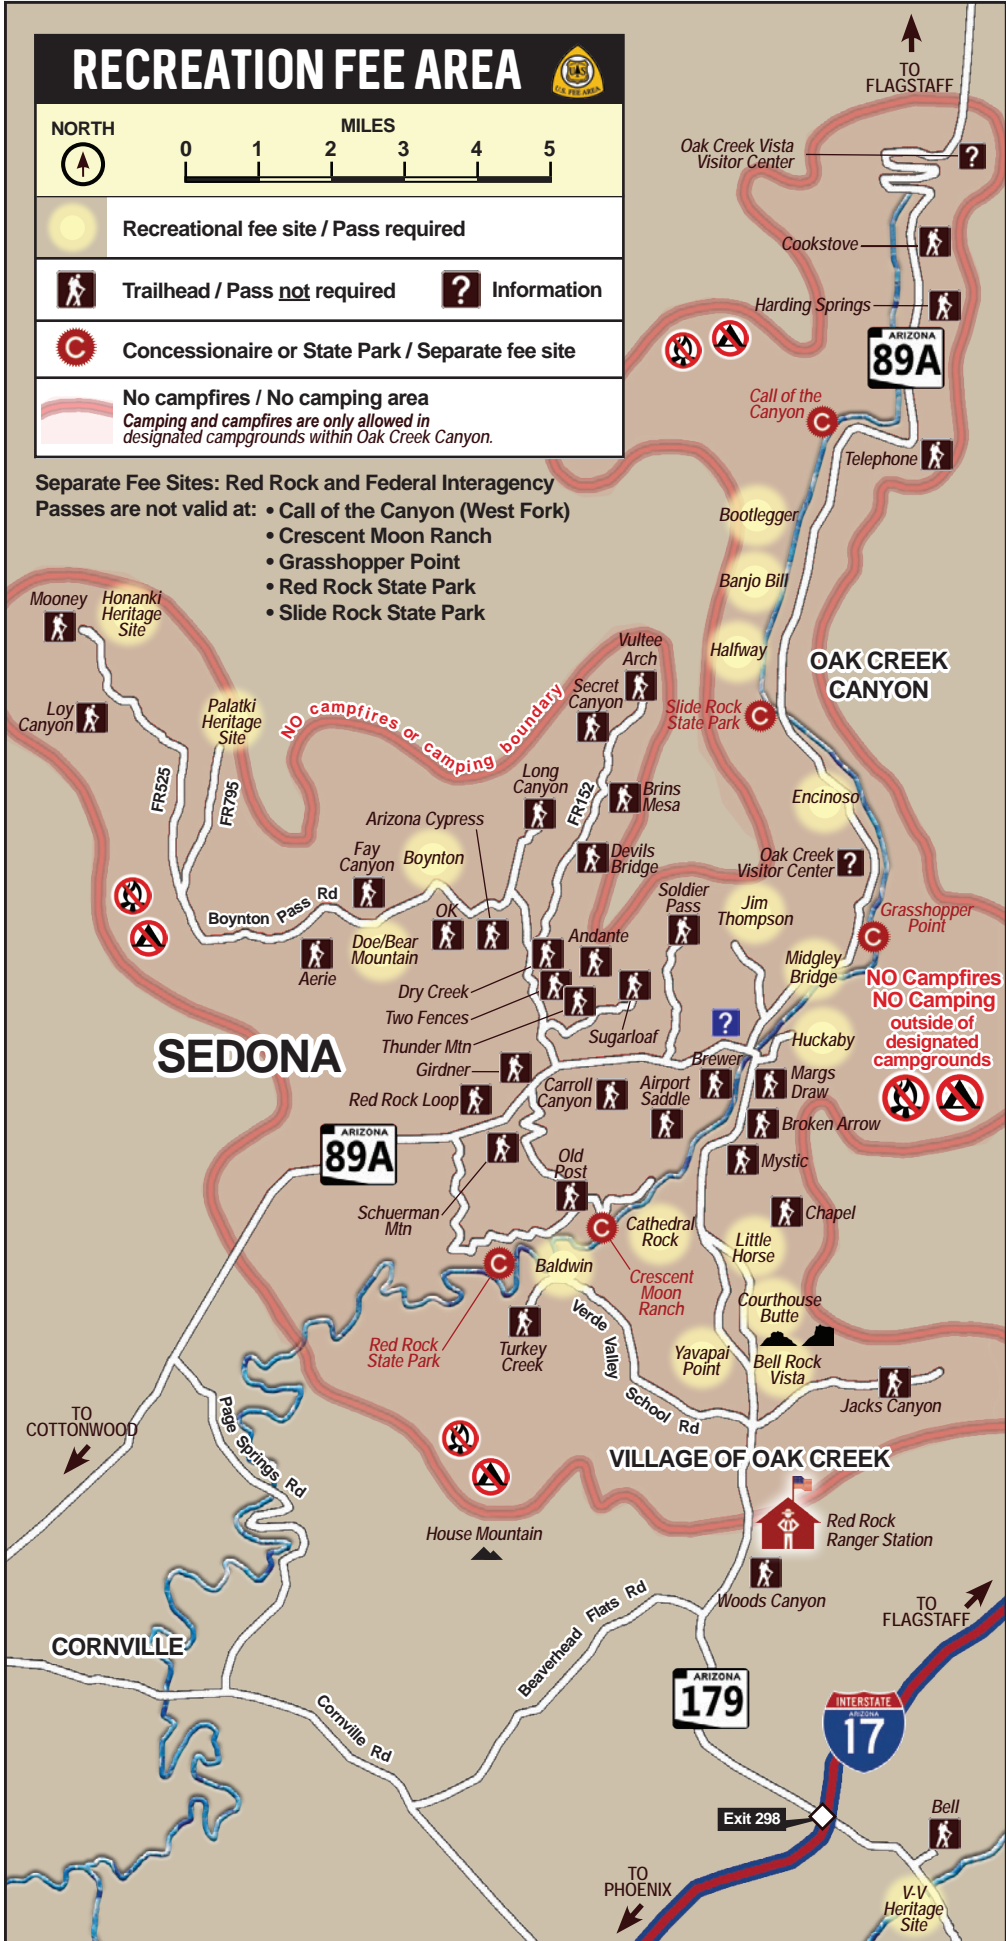 RECREATION FEE AREA
U.S. FEE AREA
NORTH
MILES
0 1 2 3 4 5
Recreational fee site / Pass required
Trailhead / Pass not required
? Information
C Concessionaire or State Park / Separate fee site
No campfires / No camping area
Camping and campfires are only allowed in
designated campgrounds within Oak Creek Canyon.
Separate Fee Sites: Red Rock and Federal Interagency
Passes are not valid at:
• Call of the Canyon (West Fork)
• Crescent Moon Ranch
• Grasshopper Point
• Red Rock State Park
• Slide Rock State Park
TO
FLAGSTAFF
Oak Creek Vista
Visitor Center
?
Cookstove
Harding Springs
ARIZONA
89A
Call of the
Canyon
C
Telephone
Bootlegger
Banjo Bill
Halfway
OAK CREEK
CANYON
Slide Rock
State Park
C
Encinoso
Oak Creek
Visitor Center
?
Grasshopper
Point
C
Mooney
Honanki
Heritage
Site
Loy
Canyon
Palatki
Heritage
Site
NO campfires or camping boundary
FR525
FR795
Vultee
Arch
Secret
Canyon
Long
Canyon
FR152
Brins
Mesa
Devils
Bridge
Arizona Cypress
Fay
Canyon
Boynton
Boynton Pass Rd
OK
Doe/Bear
Mountain
Aerie
Soldier
Pass
Jim
Thompson
Andante
Dry Creek
Two Fences
Thunder Mtn
Sugarloaf
Midgley
Bridge
NO Campfires
NO Camping
outside of
designated
campgrounds
SEDONA
?
Huckaby
Brewer
Girdner
Red Rock Loop
Carroll
Canyon
Airport
Saddle
Margs
Draw
Broken Arrow
Mystic
ARIZONA
89A
Schuerman
Mtn
Old
Post
Chapel
Cathedral
Rock
Little
Horse
C
C
Baldwin
Crescent
Moon
Ranch
Courthouse
Butte
Red Rock
State Park
Turkey
Creek
Verde Valley School Rd
Yavapai
Point
Bell Rock
Vista
Jacks Canyon
TO
COTTONWOOD
Page Springs Rd
VILLAGE OF OAK CREEK
House Mountain
Red Rock
Ranger Station
Woods Canyon
Beaverhead Flats Rd
TO
FLAGSTAFF
CORNVILLE
Cornville Rd
ARIZONA
179
INTERSTATE
ARIZONA
17
Exit 298
Bell
TO
PHOENIX
V-V
Heritage
Site